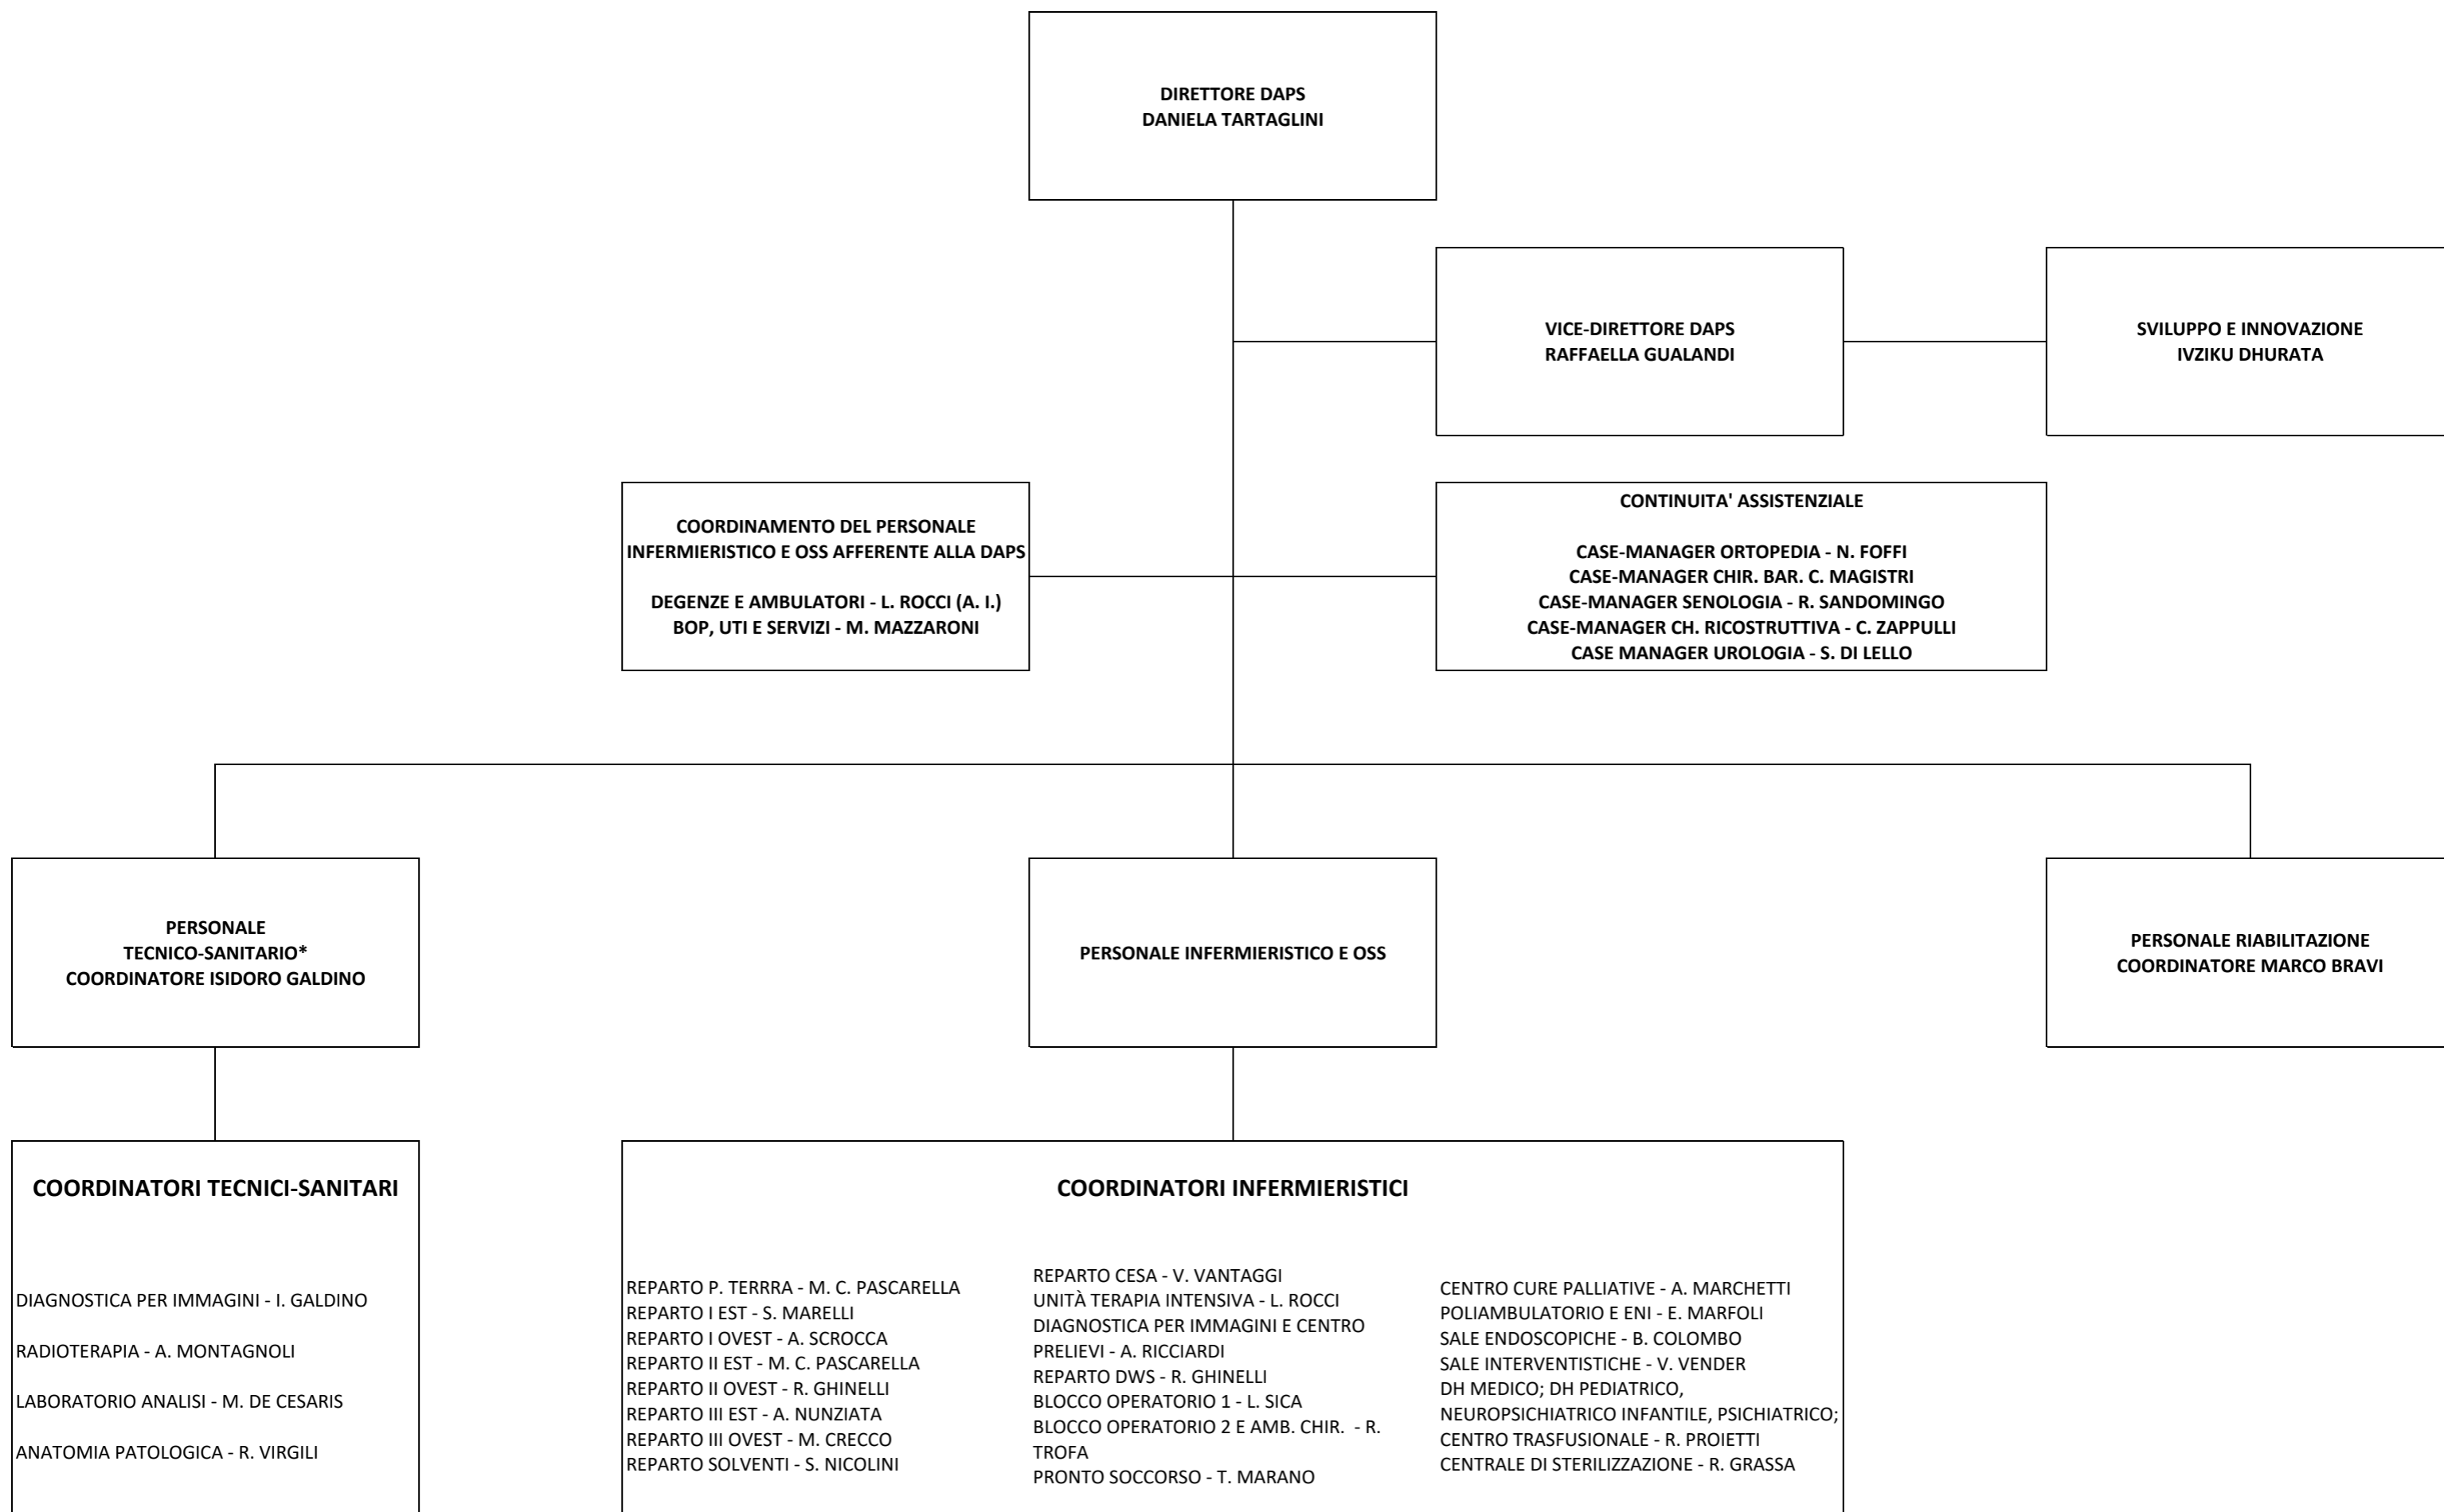 DIRETTORE DAPS
DANIELA TARTAGLINI
VICE-DIRETTORE DAPS
RAFFAELLA GUALANDI
SVILUPPO E INNOVAZIONE
IVZIKU DHURATA
COORDINAMENTO DEL PERSONALE
INFERMIERISTICO E OSS AFFERENTE ALLA DAPS
DEGENZE E AMBULATORI - L. ROCCI (A. I.)
BOP, UTI E SERVIZI - M. MAZZARONI
CONTINUITA' ASSISTENZIALE
CASE-MANAGER ORTOPEDIA - N. FOFFI
CASE-MANAGER CHIR. BAR. C. MAGISTRI
CASE-MANAGER SENOLOGIA - R. SANDOMINGO
CASE-MANAGER CH. RICOSTRUTTIVA - C. ZAPPULLI
CASE MANAGER UROLOGIA - S. DI LELLO
PERSONALE
TECNICO-SANITARIO*
COORDINATORE ISIDORO GALDINO
PERSONALE INFERMIERISTICO E OSS
PERSONALE RIABILITAZIONE
COORDINATORE MARCO BRAVI
COORDINATORI TECNICI-SANITARI
DIAGNOSTICA PER IMMAGINI - I. GALDINO
RADIOTERAPIA - A. MONTAGNOLI
LABORATORIO ANALISI - M. DE CESARIS
ANATOMIA PATOLOGICA - R. VIRGILI
COORDINATORI INFERMIERISTICI
REPARTO P. TERRRA - M. C. PASCARELLA
REPARTO I EST - S. MARELLI
REPARTO I OVEST - A. SCROCCA
REPARTO II EST - M. C. PASCARELLA
REPARTO II OVEST - R. GHINELLI
REPARTO III EST - A. NUNZIATA
REPARTO III OVEST - M. CRECCO
REPARTO SOLVENTI - S. NICOLINI
REPARTO CESA - V. VANTAGGI
UNITÀ TERAPIA INTENSIVA - L. ROCCI
DIAGNOSTICA PER IMMAGINI E CENTRO
PRELIEVI - A. RICCIARDI
REPARTO DWS - R. GHINELLI
BLOCCO OPERATORIO 1 - L. SICA
BLOCCO OPERATORIO 2 E AMB. CHIR. - R.
TROFA
PRONTO SOCCORSO - T. MARANO
CENTRO CURE PALLIATIVE - A. MARCHETTI
POLIAMBULATORIO E ENI - E. MARFOLI
SALE ENDOSCOPICHE - B. COLOMBO
SALE INTERVENTISTICHE - V. VENDER
DH MEDICO; DH PEDIATRICO,
NEUROPSICHIATRICO INFANTILE, PSICHIATRICO;
CENTRO TRASFUSIONALE - R. PROIETTI
CENTRALE DI STERILIZZAZIONE - R. GRASSA